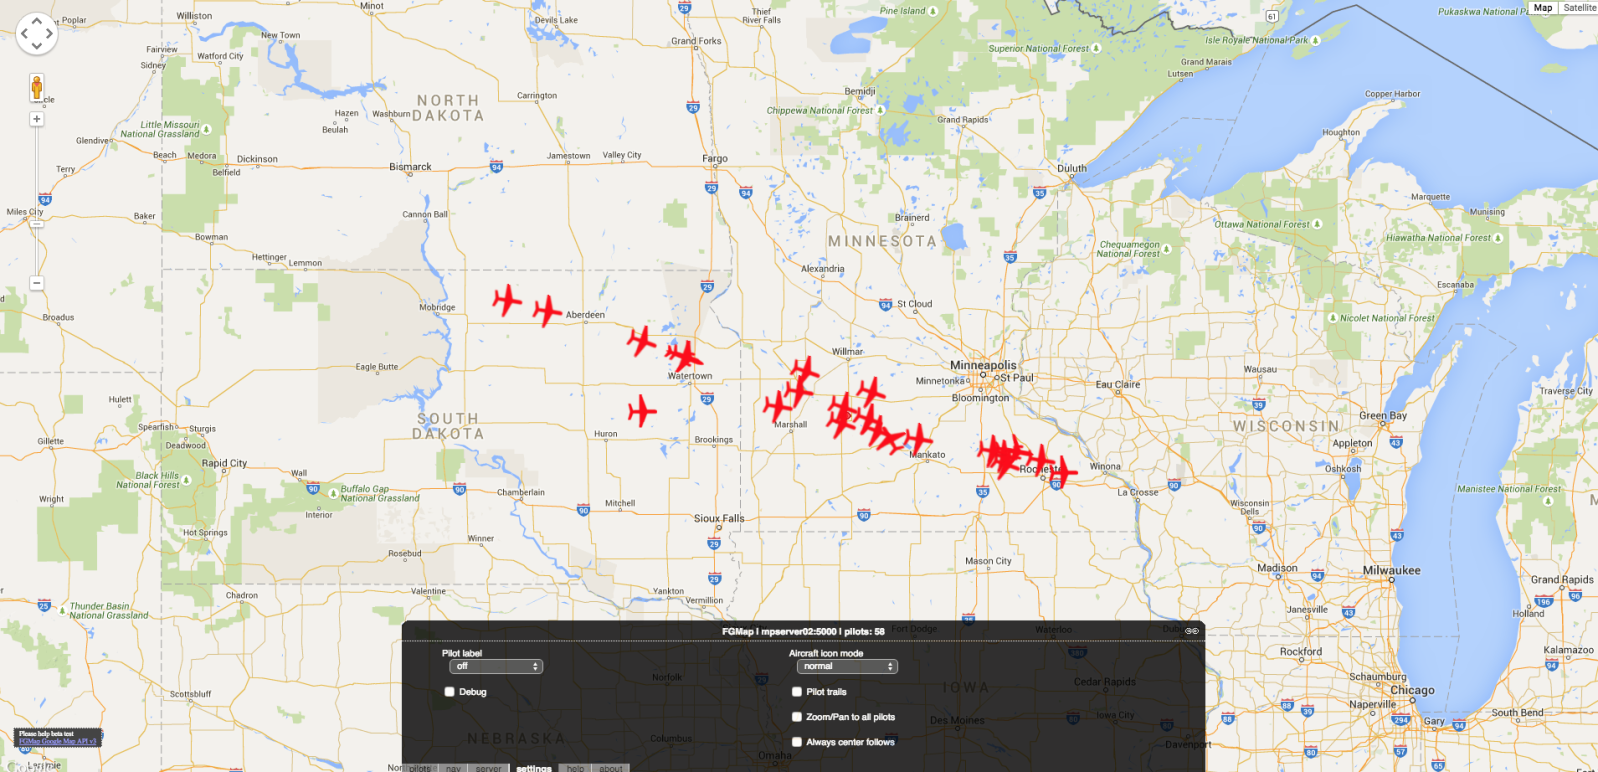 Poplar
Williston
Minot
Devils Lake
Thief
River Falls
Pine Island
61
Pukaskwa National P
Map
Satellite
New Town
Fairview
Watford City
Sidney
Grand Forks
Superior National Forest
Isle Royale National Park
Grand Marais
Lutsen
Circle
NORTH
DAKOTA
Hazen
Washburn
Beulah
Carrington
Bemidji
Chippewa National Forest
Grand Rapids
Copper Harbor
Little Missouri
National Grassland
Houghton
Glendive
Beach
Medora
Dickinson
Belfield
Terry
Bismarck
Jamestown
Valley City
Fargo
Duluth
Miles City
Baker
Cannon Ball
Bowman
Brainerd
MINNESOTA
Marquette
Munising
Ottawa National Forest
Hiawatha National Forest
Chequamegon
National Forest
Hettinger
Lemmon
Alexandria
St Cloud
Escanaba
Broadus
Mobridge
Aberdeen
Nicolet National Forest
Eagle Butte
Watertown
Willmar
Minneapolis
St Paul
Minnetonka
Bloomington
Eau Claire
Wausau
Traverse City
Hulett
Gillette
Spearfish
Sturgis
Deadwood
SOUTH
DAKOTA
Huron
Brookings
Marshall
Mankato
Green Bay
WISCONSIN
Appleton
Oshkosh
Rapid City
Black Hills
National Forest
Wall
Buffalo Gap
National Grassland
Interior
Chamberlain
Mitchell
Rochester
Winona
La Crosse
Manistee National Forest
Wright
Hot Springs
Sioux Falls
Wisconsin
Dells
Rosebud
Winner
Mason City
Madison
Milwaukee
Grand Rapids
Thunder Basin
National Grassland
Chadron
Valentine
Yankton
Vermillion
Janesville
Holland
Fort Dodge
Waterloo
FGMap | mpserver02:5000 | pilots: 58
Pilot label
off
Debug
Aircraft icon mode
normal
Pilot trails
Zoom/Pan to all pilots
Always center follows
Norfolk
IOWA
Cedar Rapids
Rockford
Kalamazoo
Schaumburg
Chicago
Naperville
Scottsbluff
NEBRASKA
Columbus
Des Moines
Iowa City
Davenport
Omaha
Gary
South Bend
Please help beta test
FGMap Google Map API v3
Fort Wayne
pilots
nav
server
settings
help
about